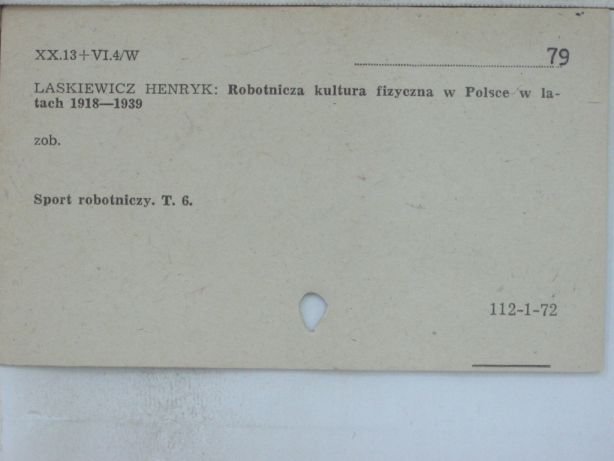 XX.13+VI.4/W
79
LASKIEWICZ HENRYK: Robotnicza kultura fizyczna w Polsce w la-
tach 1918—1939
zob.
Sport robotniczy. T. 6.
112-1-72